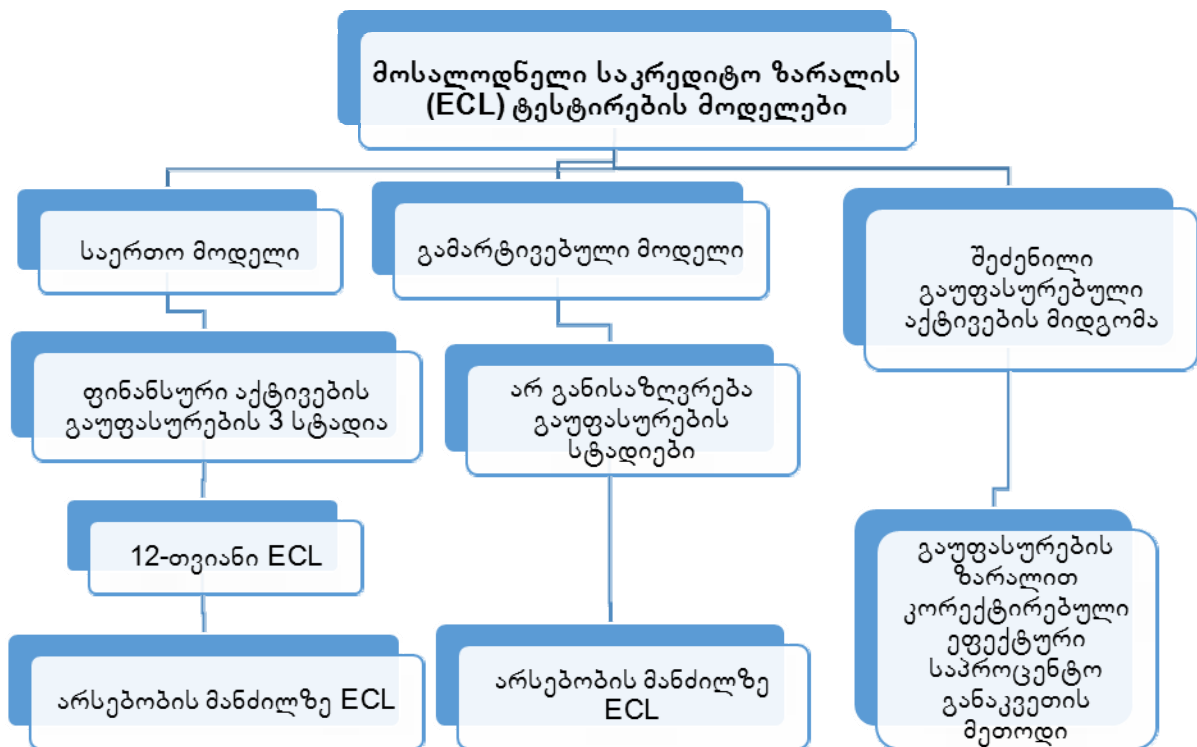 მოსალოდნელი საკრედიტო ზარალის
(ECL) ტესტირების მოდელები
საერთო მოდელი
გამარტივებული მოდელი
შეძენილი
გაუფასურებული
აქტივების მიდგომა
ფინანსური აქტივების
გაუფასურების 3 სტადია
არ განისაზღვრება
გაუფასურების
სტადიები
12-თვიანი ECL
გაუფასურების
ზარალით
კორექტირებული
ეფექტური
საპროცენტო
განაკვეთის
მეთოდი
არსებობის მანძილზე ECL
არსებობის მანძილზე
ECL